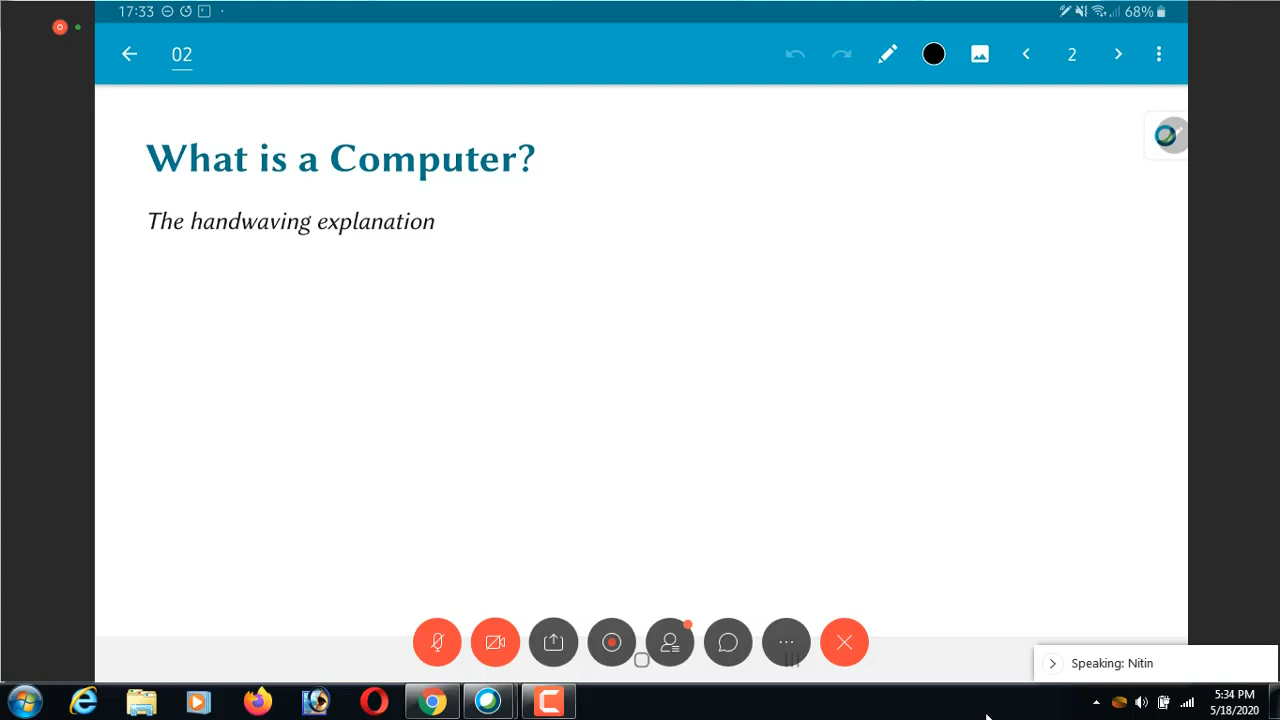 17:33
68%
02
2
What is a Computer?
The handwaving explanation
Speaking: Nitin
5:34 PM
5/18/2020